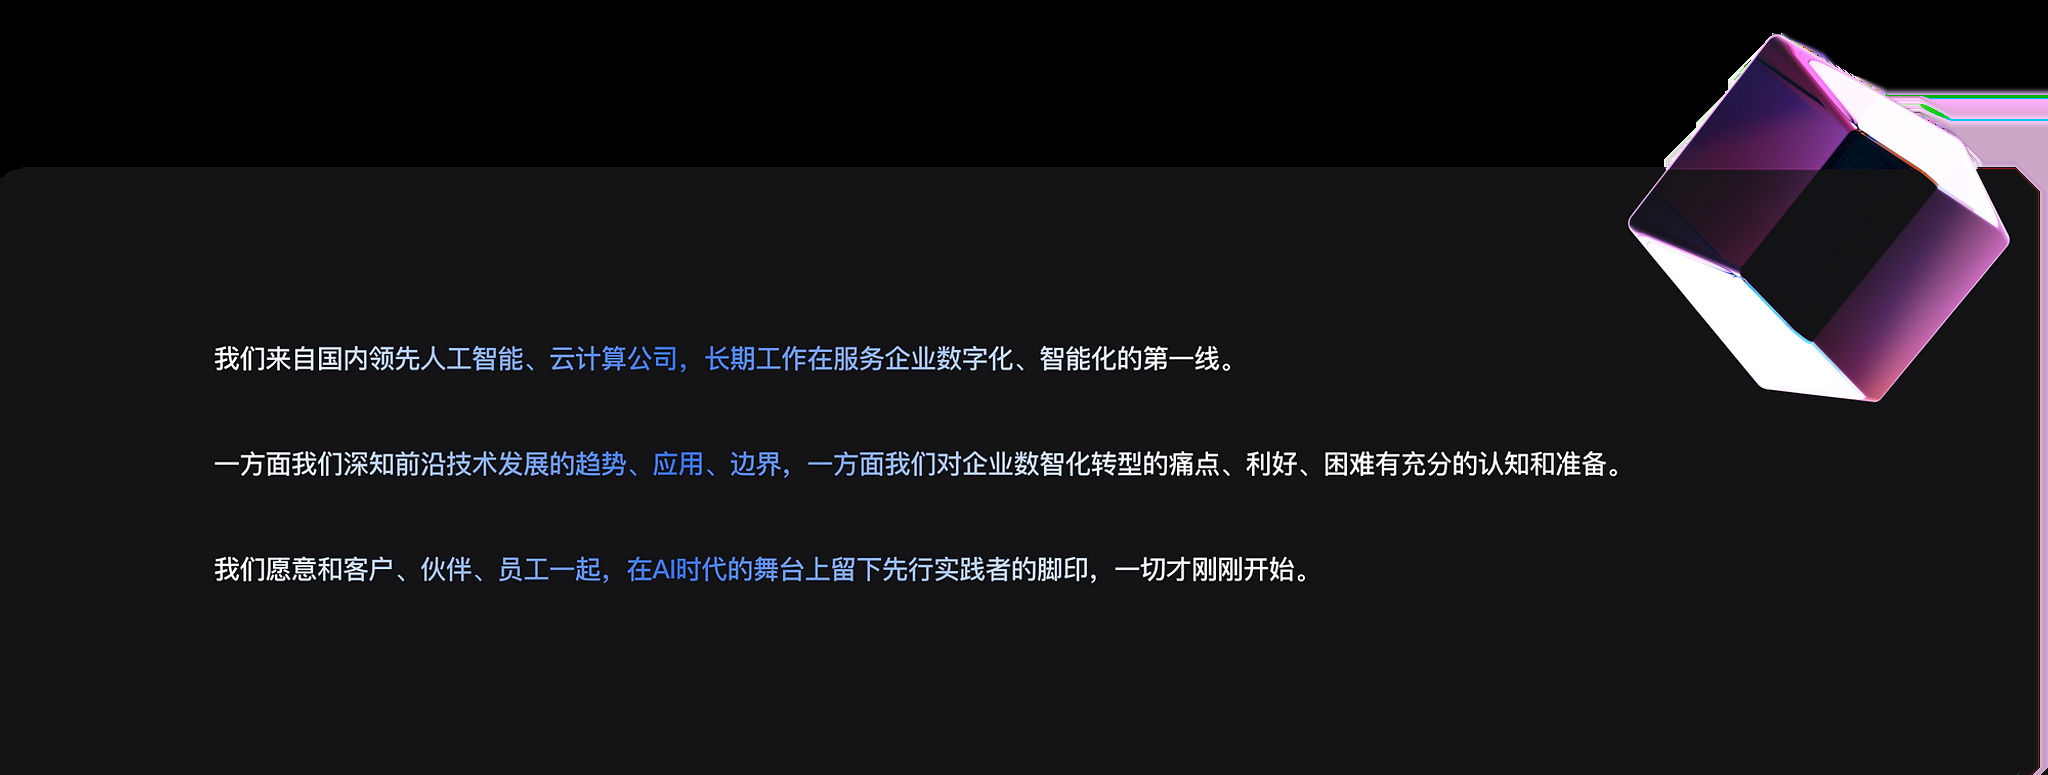 我们来自国内领先人工智能、云计算公司，长期工作在服务企业数字化、智能化的第一线。
一方面我们深知前沿技术发展的趋势、应用、边界，一方面我们对企业数智化转型的痛点、利好、困难有充分的认知和准备。
我们愿意和客户、伙伴、员工一起，在AI时代的舞台上留下先行实践者的脚印，一切才刚刚开始。